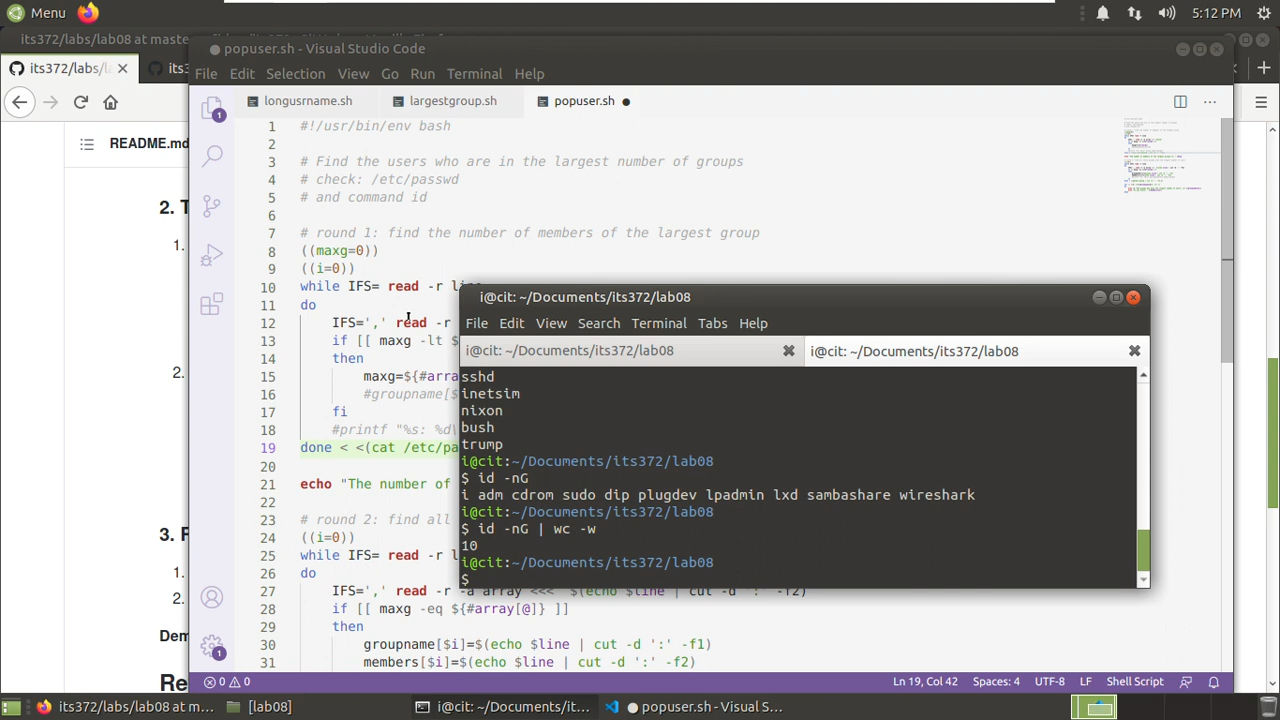 Menu
5:12 PM
its372/labs/lab08 at maste
popuser.sh - Visual Studio Code
its372/labs/la
its3
File Edit Selection View Go Run Terminal Help
longusrname.sh
largestgroup.sh
popuser.sh
README.md
2. T
1.
2.
3. F
1.
2.
Dem
Re
1 #!/usr/bin/env bash
2
3 # Find the users who are in the largest number of groups
4 # check: /etc/passwd
5 # and command id
6
7 # round 1: find the number of members of the largest group
8 ((maxg=0))
9 ((i=0))
10 while IFS= read -r line
11 do
12 IFS=',' read -r
13 if [[ maxg -lt $
14 then
15 maxg=${#arra
16 #groupname[$
17 fi
18 #printf "%s: %d\
19 done < <(cat /etc/pa
20
21 echo "The number of
22
23 # round 2: find all
24 ((i=0))
25 while IFS= read -r l
26 do
27 IFS=',' read -r -a array <<< "$(echo $line | cut -d ':' -f2)
28 if [[ maxg -eq ${#array[@]} ]]
29 then
30 groupname[$i]=$(echo $line | cut -d ':' -f1)
31 members[$i]=$(echo $line | cut -d ':' -f2)
i@cit: ~/Documents/its372/lab08
File Edit View Search Terminal Tabs Help
i@cit: ~/Documents/its372/lab08
i@cit: ~/Documents/its372/lab08
sshd
inetsim
nixon
bush
trump
i@cit:~/Documents/its372/lab08
$ id -nG
i adm cdrom sudo dip plugdev lpadmin lxd sambashare wireshark
i@cit:~/Documents/its372/lab08
$ id -nG | wc -w
10
i@cit:~/Documents/its372/lab08
$
1
1
0 0
Ln 19, Col 42 Spaces: 4 UTF-8 LF Shell Script
its372/labs/lab08 at m...
[lab08]
i@cit: ~/Documents/it...
popuser.sh - Visual S...